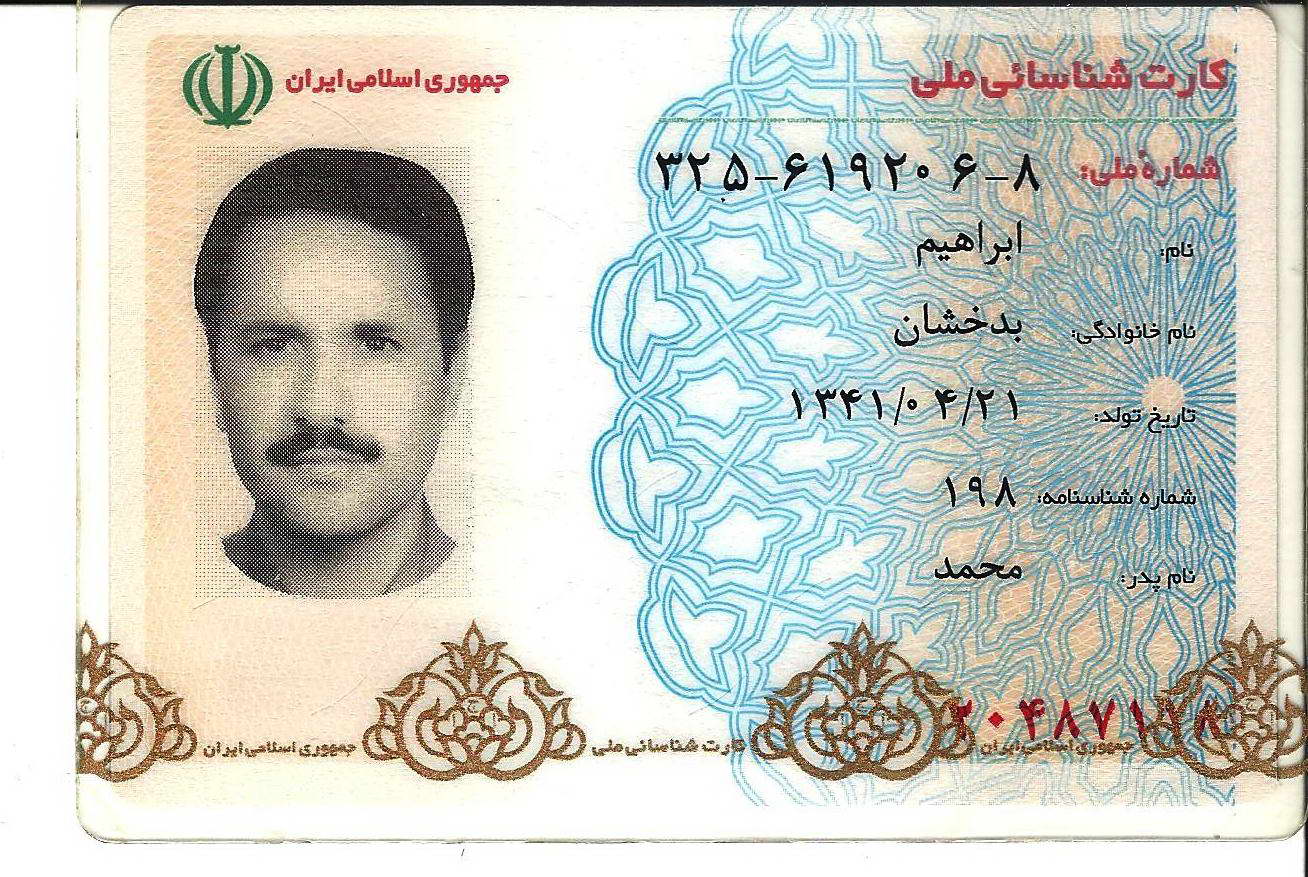 جمهوری اسلامی ایران
کارت شناسائی ملی
شمارهٔ ملی: ۳۲۵-۶۱۹۲۰۶-۸
نام: ابراهیم
نام خانوادگی: بدخشان
تاریخ تولد: ۱۳۴۱/۰۴/۲۱
شماره شناسنامه: ۱۹۸
نام پدر: محمد
جمهوری اسلامی ایران
کارت شناسائی ملی
جمهوری اسلامی ایران